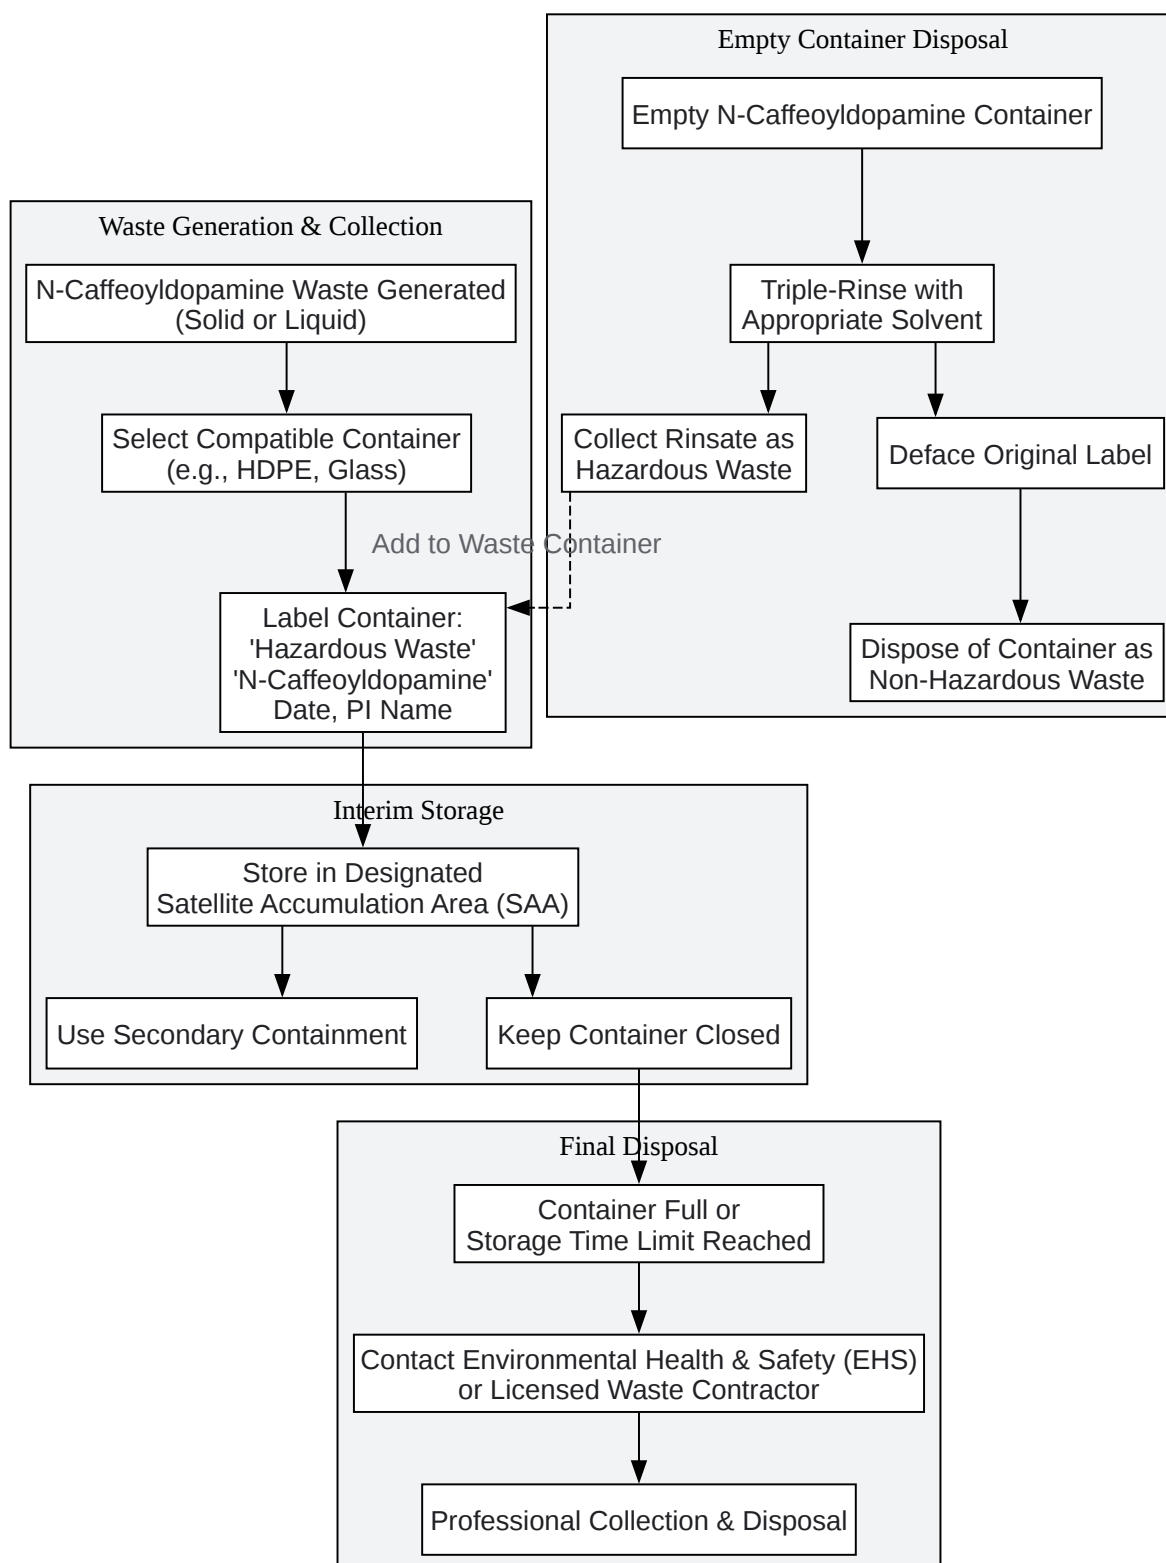 Empty Container Disposal
Empty N-Caffeoyldopamine Container
Triple-Rinse with
Appropriate Solvent
Collect Rinsate as
Hazardous Waste
Deface Original Label
Dispose of Container as
Non-Hazardous Waste
Waste Generation & Collection
N-Caffeoyldopamine Waste Generated
(Solid or Liquid)
Select Compatible Container
(e.g., HDPE, Glass)
Add to Waste Container
Label Container:
'Hazardous Waste'
'N-Caffeoyldopamine'
Date, PI Name
Interim Storage
Store in Designated
Satellite Accumulation Area (SAA)
Use Secondary Containment
Keep Container Closed
Final Disposal
Container Full or
Storage Time Limit Reached
Contact Environmental Health & Safety (EHS)
or Licensed Waste Contractor
Professional Collection & Disposal